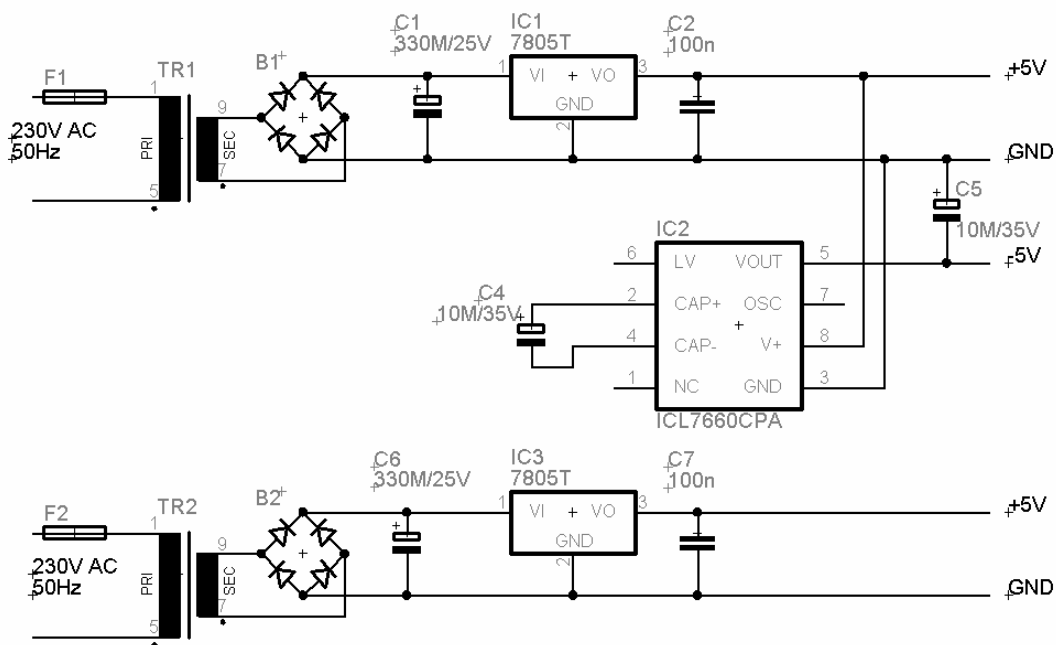 C1
330M/25V
IC1
7805T
C2
100n
F1
TR1
B1
1
9
1
VI
VO
3
+5V
GND
2
230V AC
50Hz
PRI
SEC
5
7
GND
C5
10M/35V
IC2
6
LV
VOUT
5
-5V
C4
10M/35V
2
CAP+
OSC
7
4
CAP-
V+
8
1
NC
GND
3
ICL7660CPA
C6
330M/25V
IC3
7805T
C7
100n
F2
TR2
B2
1
9
1
VI
VO
3
+5V
GND
2
230V AC
50Hz
PRI
SEC
5
7
GND